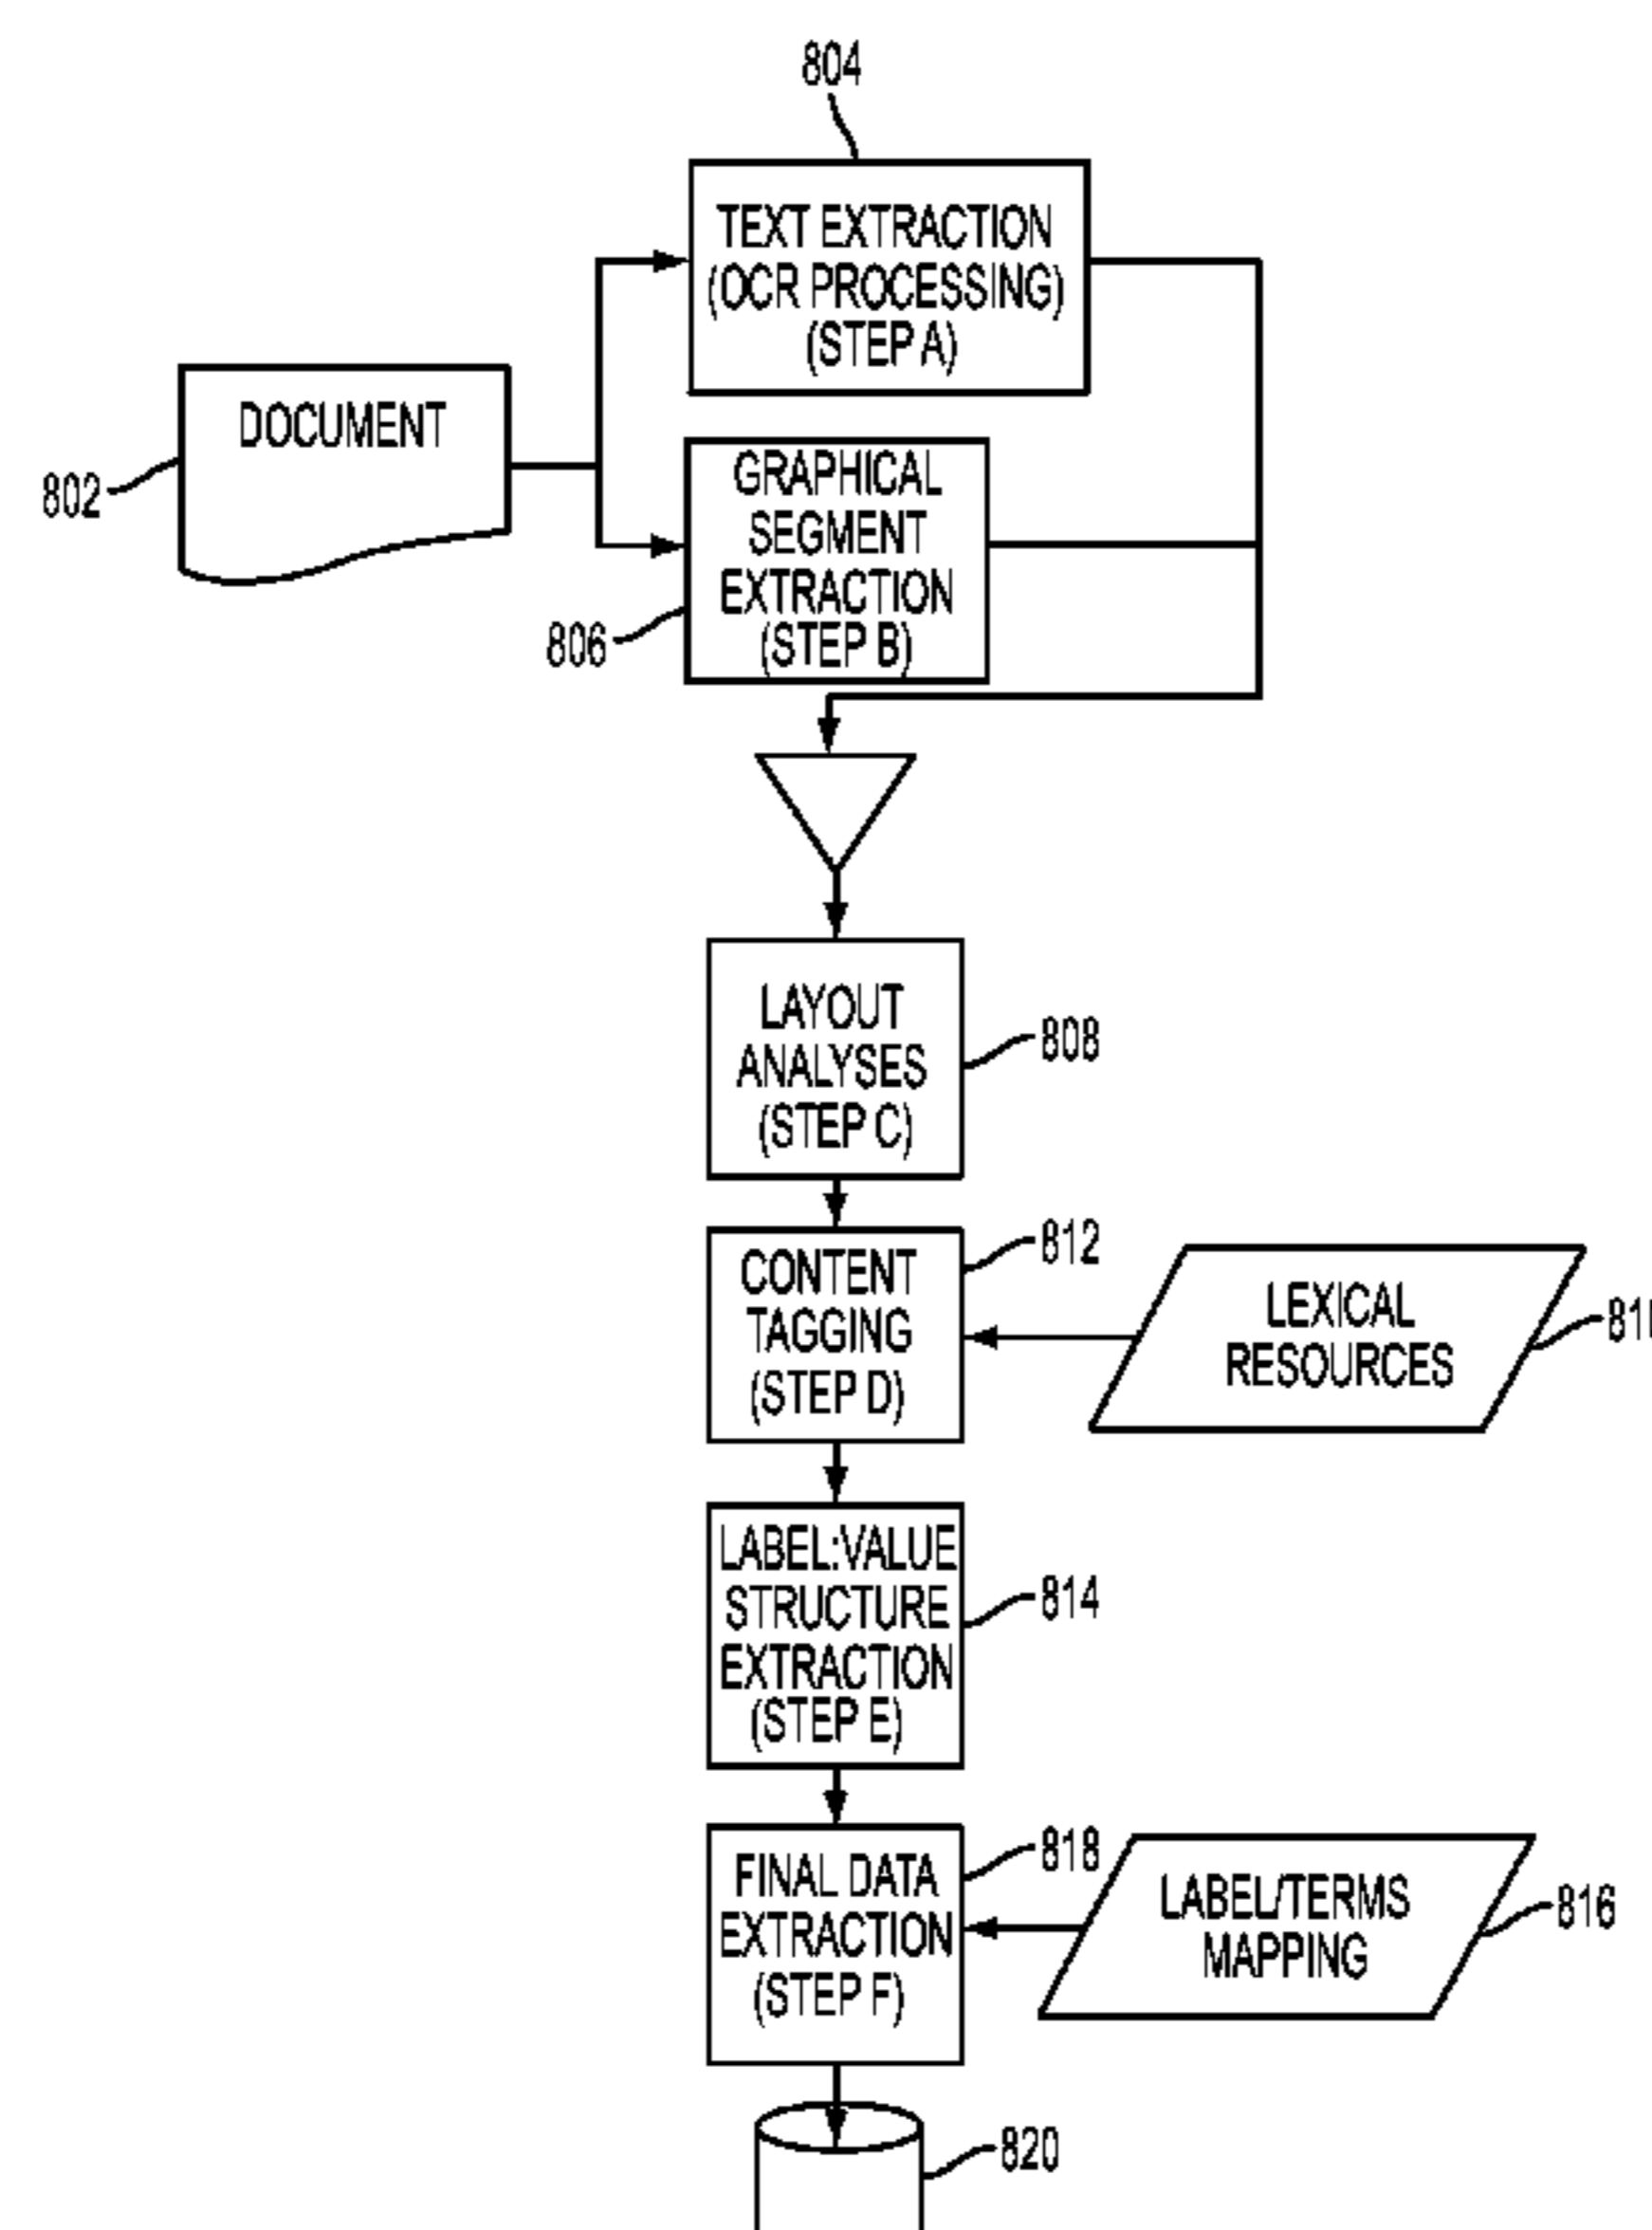 804
TEXT EXTRACTION
(OCR PROCESSING)
(STEP A)
DOCUMENT
802
GRAPHICAL
SEGMENT
EXTRACTION
(STEP B)
806
LAYOUT
ANALYSES
(STEP C)
808
CONTENT
TAGGING
(STEP D)
812
LEXICAL
RESOURCES
LABEL:VALUE
STRUCTURE
EXTRACTION
(STEP E)
814
FINAL DATA
EXTRACTION
(STEP F)
818
LABEL/TERMS
MAPPING
816
820